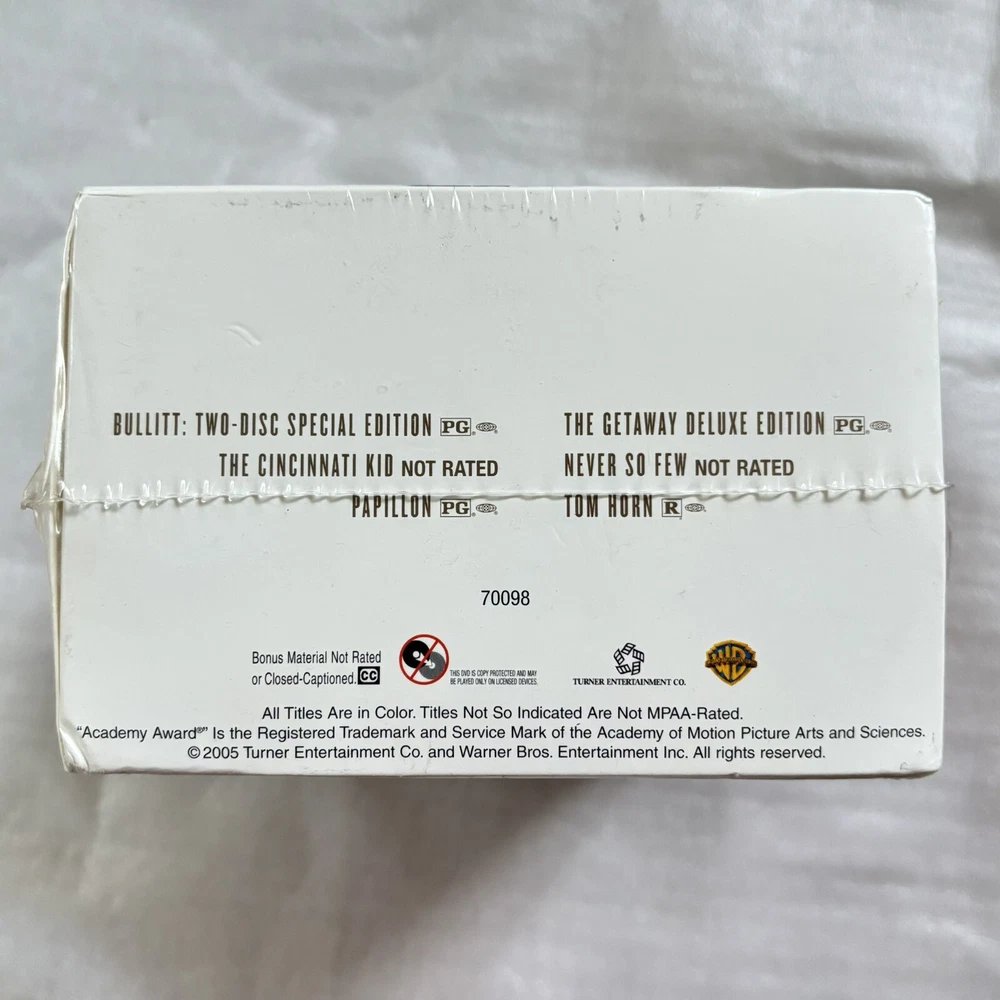 BULLITT: TWO-DISC SPECIAL EDITION PG
THE CINCINNATI KID NOT RATED
PAPILLON PG
THE GETAWAY DELUXE EDITION PG
NEVER SO FEW NOT RATED
TOM HORN R
70098
Bonus Material Not Rated
or Closed-Captioned. CC
THIS DVD IS COPY PROTECTED AND MAY
BE PLAYED ONLY ON LICENSED DEVICES.
TURNER ENTERTAINMENT CO.
WB
All Titles Are in Color. Titles Not So Indicated Are Not MPAA-Rated.
"Academy Award®" Is the Registered Trademark and Service Mark of the Academy of Motion Picture Arts and Sciences.
©2005 Turner Entertainment Co. and Warner Bros. Entertainment Inc. All rights reserved.